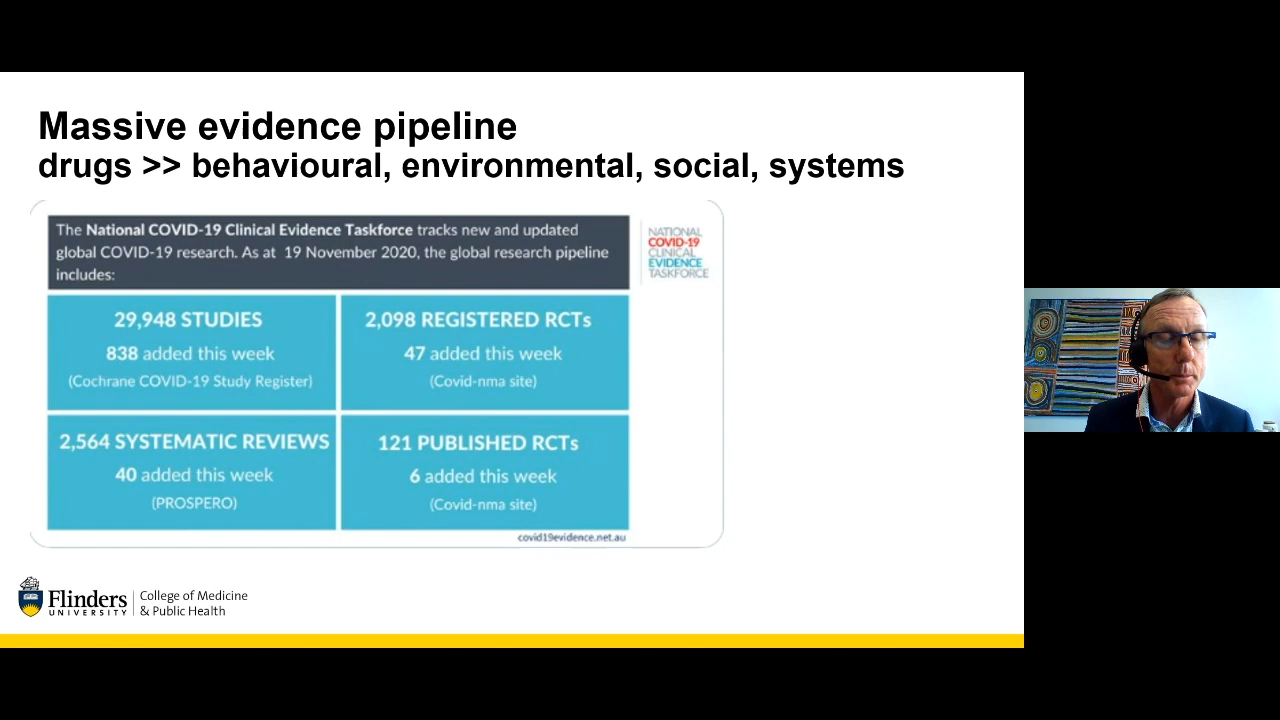 Massive evidence pipeline
drugs >> behavioural, environmental, social, systems
The National COVID-19 Clinical Evidence Taskforce tracks new and updated
global COVID-19 research. As at 19 November 2020, the global research pipeline
includes:
NATIONAL
COVID-19
CLINICAL
EVIDENCE
TASKFORCE
29,948 STUDIES
838 added this week
(Cochrane COVID-19 Study Register)
2,098 REGISTERED RCTs
47 added this week
(Covid-nma site)
2,564 SYSTEMATIC REVIEWS
40 added this week
(PROSPERO)
121 PUBLISHED RCTs
6 added this week
(Covid-nma site)
covid19evidence.net.au
Flinders
UNIVERSITY
College of Medicine
& Public Health